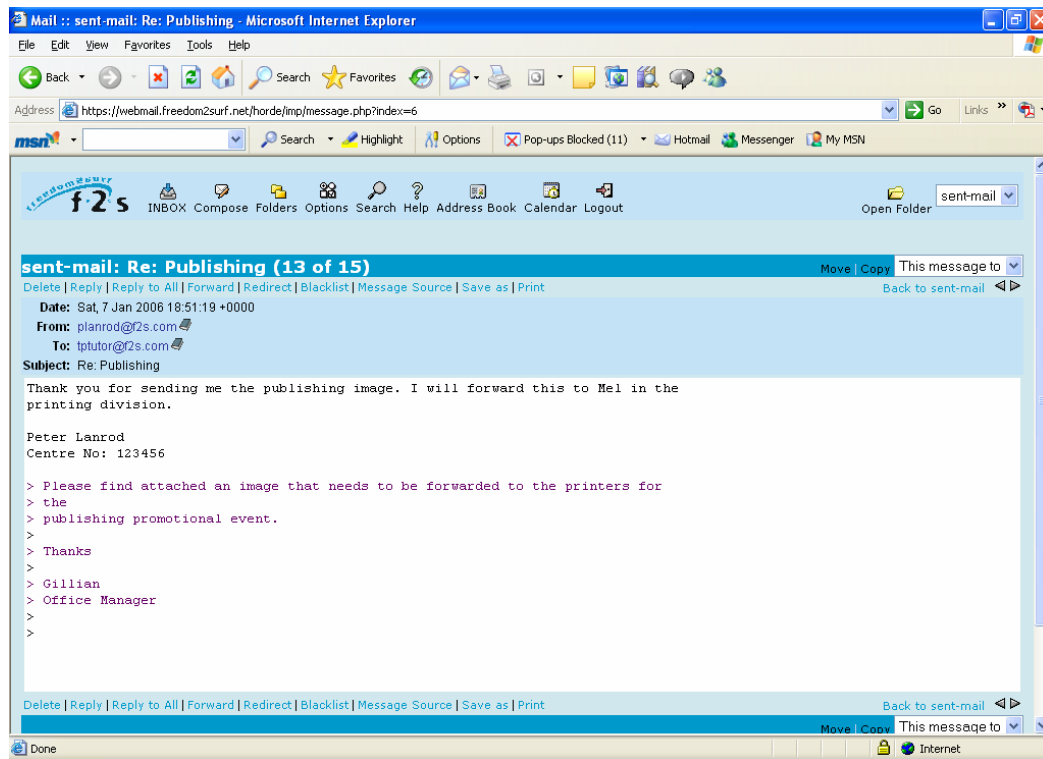 Mail :: sent-mail: Re: Publishing - Microsoft Internet Explorer
File Edit View Favorites Tools Help
Back Search Favorites
Address https://webmail.freedom2surf.net/horde/imp/message.php?index=6 Go Links »
msn Search Highlight Options Pop-ups Blocked (11) Hotmail Messenger My MSN
freedom2surf
f·2·s INBOX Compose Folders Options Search Help Address Book Calendar Logout Open Folder sent-mail
sent-mail: Re: Publishing (13 of 15) Move | Copy This message to
Delete | Reply | Reply to All | Forward | Redirect | Blacklist | Message Source | Save as | Print Back to sent-mail
Date: Sat, 7 Jan 2006 18:51:19 +0000
From: planrod@f2s.com
To: tptutor@f2s.com
Subject: Re: Publishing
Thank you for sending me the publishing image. I will forward this to Mel in the
printing division.
Peter Lanrod
Centre No: 123456
> Please find attached an image that needs to be forwarded to the printers for
> the
> publishing promotional event.
>
> Thanks
>
> Gillian
> Office Manager
>
>
Delete | Reply | Reply to All | Forward | Redirect | Blacklist | Message Source | Save as | Print Back to sent-mail
Move | Copy This message to
Done Internet